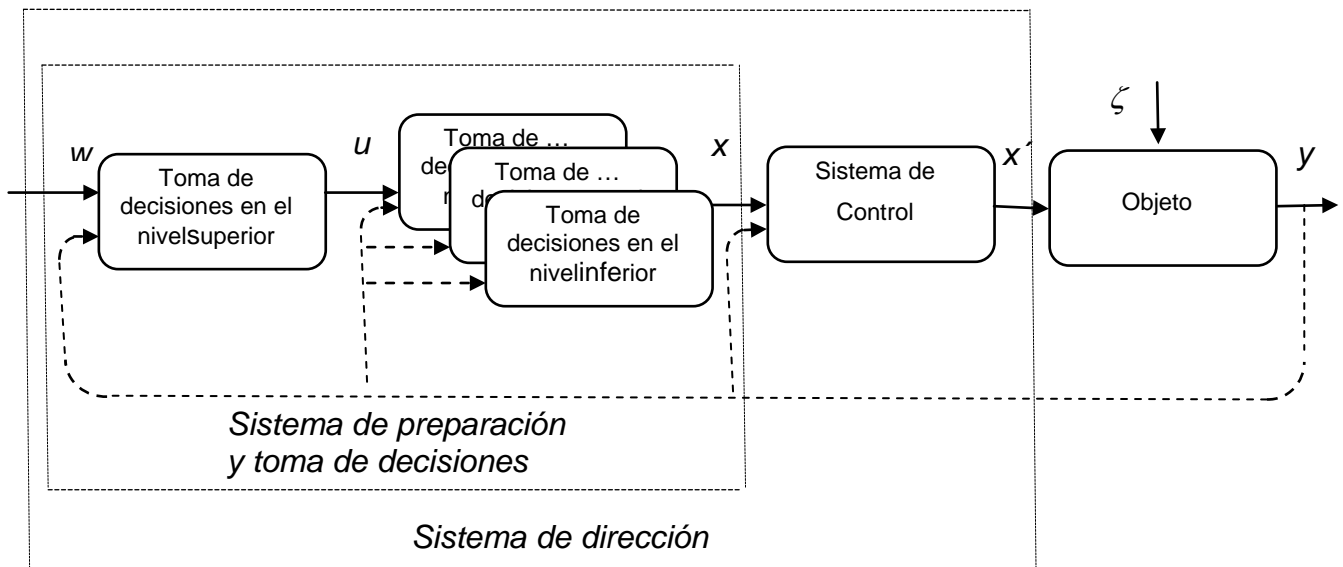 ζ
w
u
x
x´
y
Toma de
decisiones en el
nivelsuperior
Toma de …
Toma de …
Toma de
decisiones en el
nivelinferior
Sistema de
Control
Objeto
Sistema de preparación
y toma de decisiones
Sistema de dirección